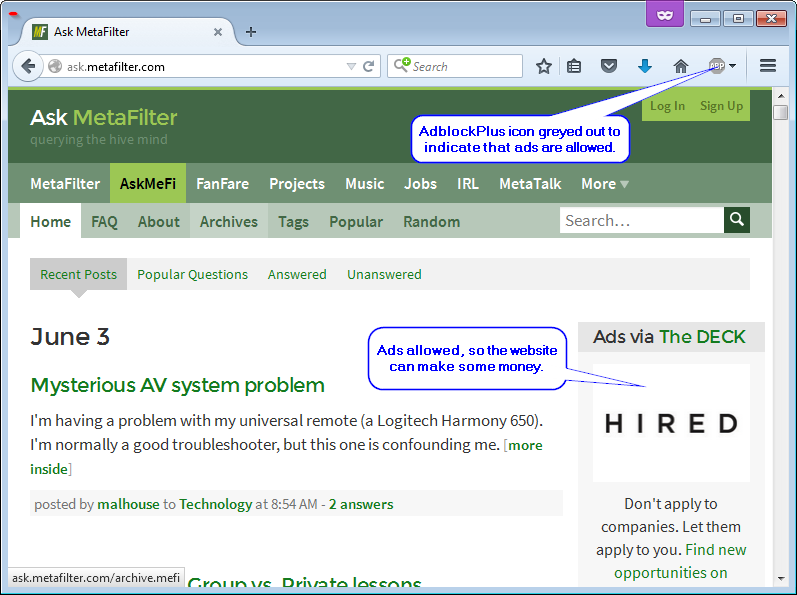 MF Ask MetaFilter
ask.metafilter.com
Search
ABP
AdblockPlus icon greyed out to
indicate that ads are allowed.
Ask MetaFilter
querying the hive mind
Log In Sign Up
MetaFilter AskMeFi FanFare Projects Music Jobs IRL MetaTalk More
Home FAQ About Archives Tags Popular Random
Search...
Recent Posts Popular Questions Answered Unanswered
June 3
Ads allowed, so the website
can make some money.
Mysterious AV system problem
I'm having a problem with my universal remote (a Logitech Harmony 650).
I'm normally a good troubleshooter, but this one is confounding me. [more
inside]
posted by malhouse to Technology at 8:54 AM - 2 answers
Group vs. Private lessons
Ads via The DECK
HIRED
Don't apply to
companies. Let them
apply to you. Find new
opportunities on
ask.metafilter.com/archive.mefi